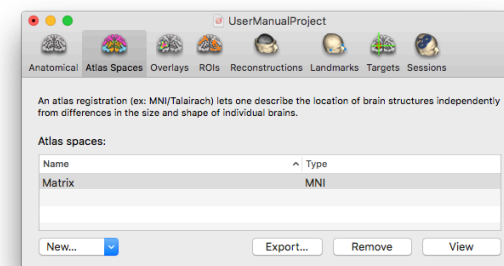 UserManualProject
Anatomical Atlas Spaces Overlays ROIs Reconstructions Landmarks Targets Sessions
An atlas registration (ex: MNI/Talairach) lets one describe the location of brain structures independently
from differences in the size and shape of individual brains.
Atlas spaces:
Name Type
Matrix MNI
New... Export... Remove View